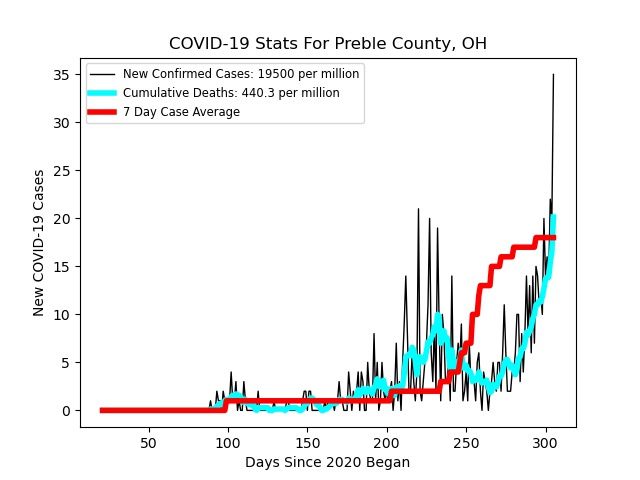 COVID-19 Stats For Preble County, OH
New Confirmed Cases: 19500 per million
Cumulative Deaths: 440.3 per million
7 Day Case Average
35
30
25
20
15
10
5
0
New COVID-19 Cases
50 100 150 200 250 300
Days Since 2020 Began